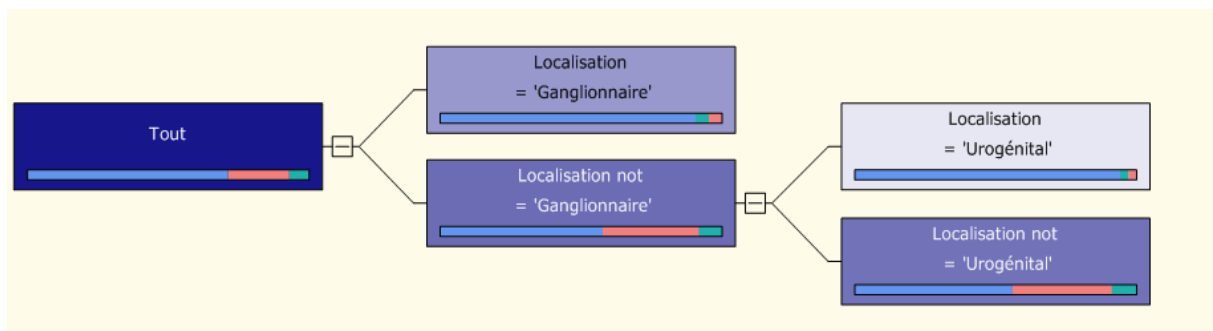 Tout
Localisation
= 'Ganglionnaire'
Localisation not
= 'Ganglionnaire'
Localisation
= 'Urogénital'
Localisation not
= 'Urogénital'